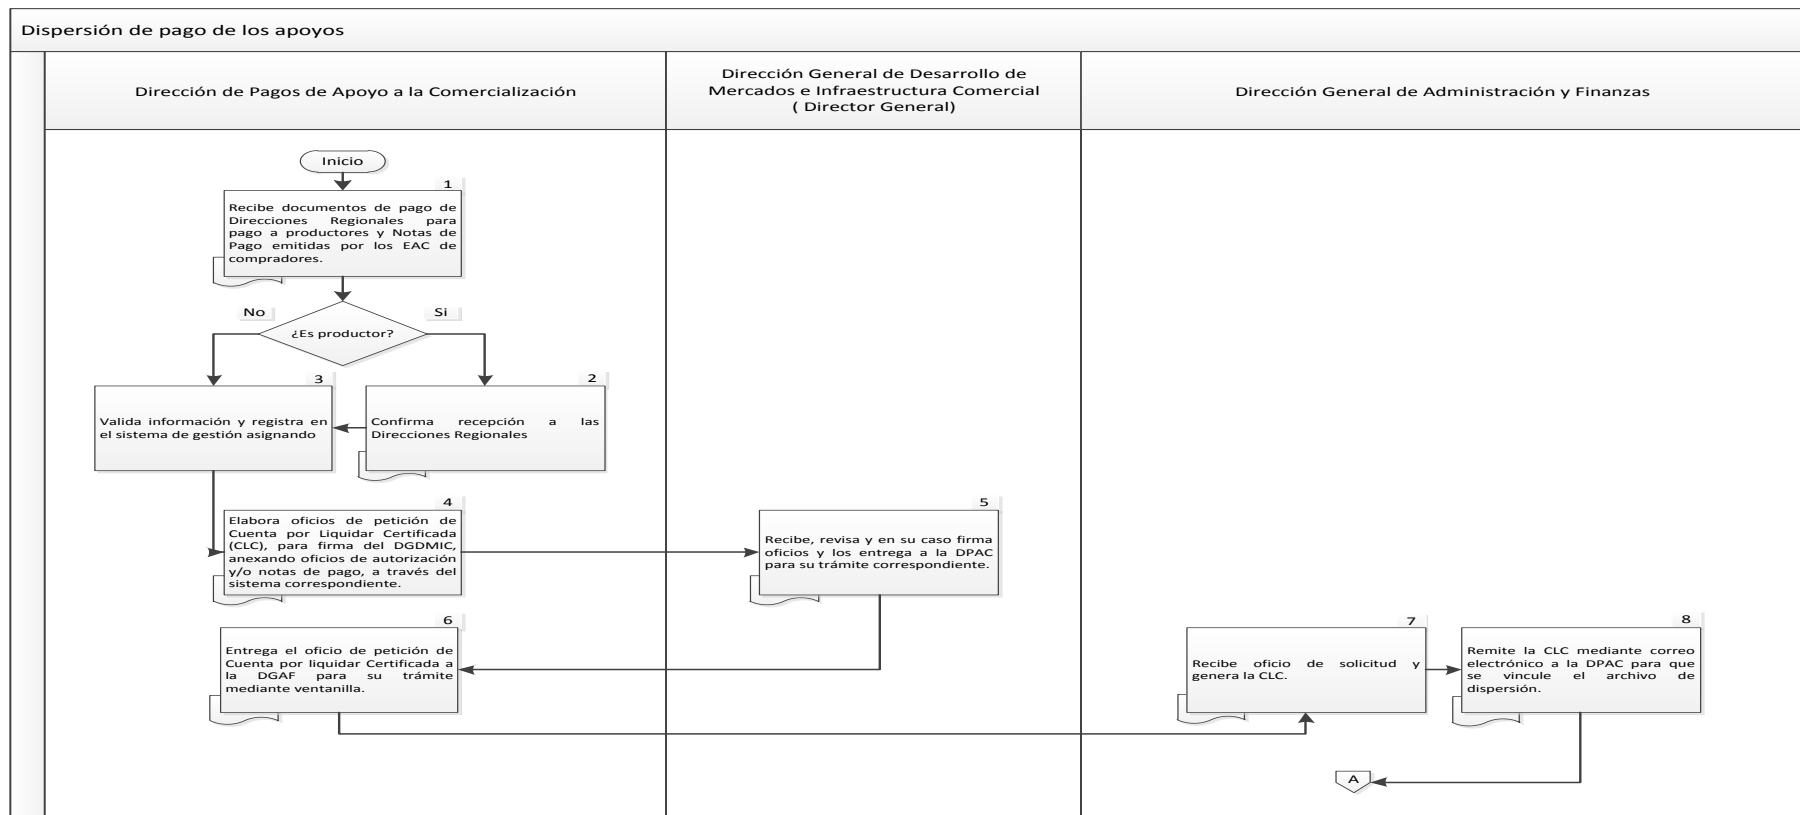 Dispersión de pago de los apoyos
Dirección de Pagos de Apoyo a la Comercialización
Dirección General de Desarrollo de
Mercados e Infraestructura Comercial
( Director General)
Dirección General de Administración y Finanzas
Inicio
1
Recibe documentos de pago de
Direcciones Regionales para
pago a productores y Notas de
Pago emitidas por los EAC de
compradores.
No
Si
¿Es productor?
3
Valida información y registra en
el sistema de gestión asignando
2
Confirma recepción a las
Direcciones Regionales
4
Elabora oficios de petición de
Cuenta por Liquidar Certificada
(CLC), para firma del DGDMIC,
anexando oficios de autorización
y/o notas de pago, a través del
sistema correspondiente.
5
Recibe, revisa y en su caso firma
oficios y los entrega a la DPAC
para su trámite correspondiente.
6
Entrega el oficio de petición de
Cuenta por liquidar Certificada a
la DGAF para su trámite
mediante ventanilla.
7
Recibe oficio de solicitud y
genera la CLC.
8
Remite la CLC mediante correo
electrónico a la DPAC para que
se vincule el archivo de
dispersión.
A